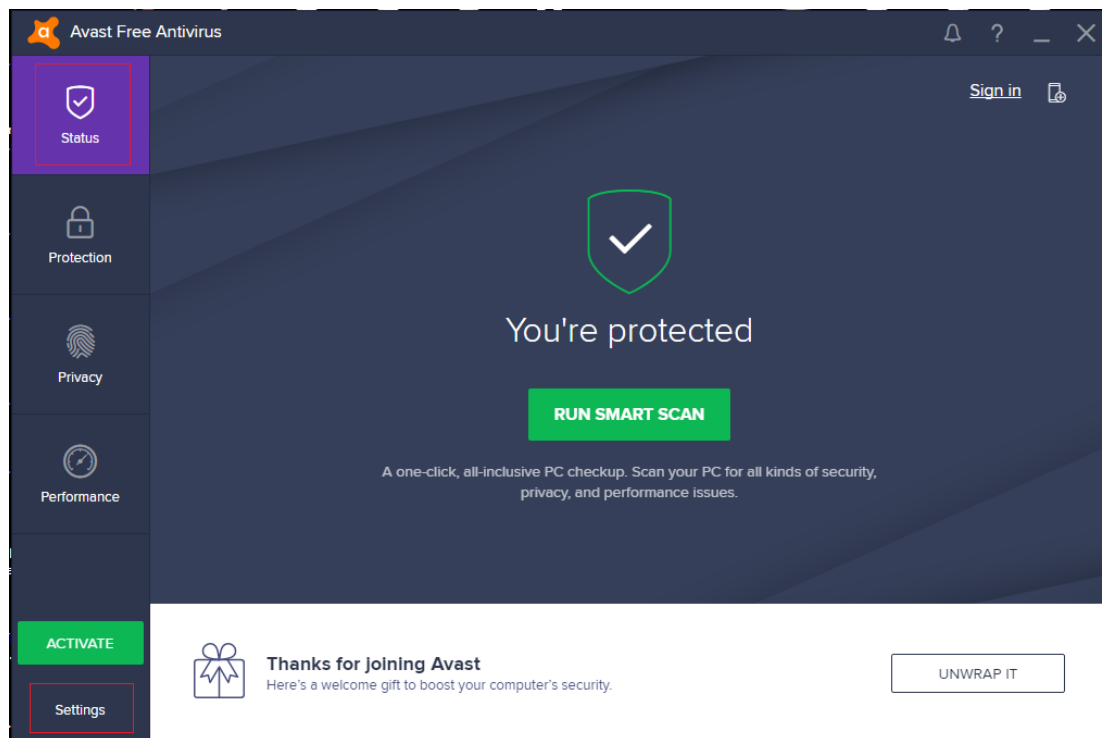 Avast Free Antivirus
?
Sign in
Status
Protection
Privacy
Performance
ACTIVATE
Settings
You're protected
RUN SMART SCAN
A one-click, all-inclusive PC checkup. Scan your PC for all kinds of security,
privacy, and performance issues.
Thanks for joining Avast
Here's a welcome gift to boost your computer's security.
UNWRAP IT